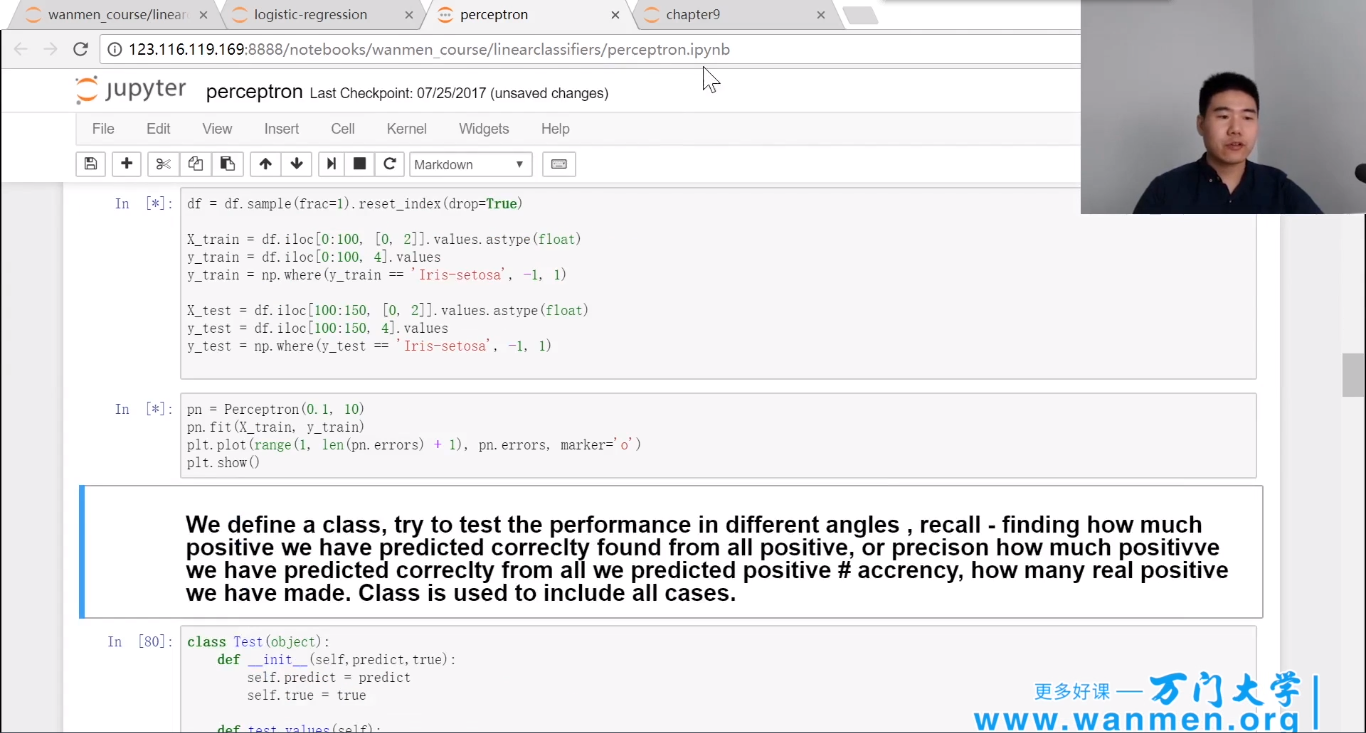 wanmen_course/linear
logistic-regression
perceptron
chapter9
123.116.119.169:8888/notebooks/wanmen_course/linearclassifiers/perceptron.ipynb
jupyter perceptron Last Checkpoint: 07/25/2017 (unsaved changes)
File Edit View Insert Cell Kernel Widgets Help
Markdown
In [*]: df = df.sample(frac=1).reset_index(drop=True)
X_train = df.iloc[0:100, [0, 2]].values.astype(float)
y_train = df.iloc[0:100, 4].values
y_train = np.where(y_train == 'Iris-setosa', -1, 1)
X_test = df.iloc[100:150, [0, 2]].values.astype(float)
y_test = df.iloc[100:150, 4].values
y_test = np.where(y_test == 'Iris-setosa', -1, 1)
In [*]: pn = Perceptron(0.1, 10)
pn.fit(X_train, y_train)
plt.plot(range(1, len(pn.errors) + 1), pn.errors, marker='o')
plt.show()
We define a class, try to test the performance in different angles , recall - finding how much
positive we have predicted correclty found from all positive, or precison how much positivve
we have predicted correclty from all we predicted positive # accrency, how many real positive
we have made. Class is used to include all cases.
In [80]: class Test(object):
def __init__(self,predict,true):
self.predict = predict
self.true = true
def test_values(self):
更多好课 — 万门大学
www.wanmen.org